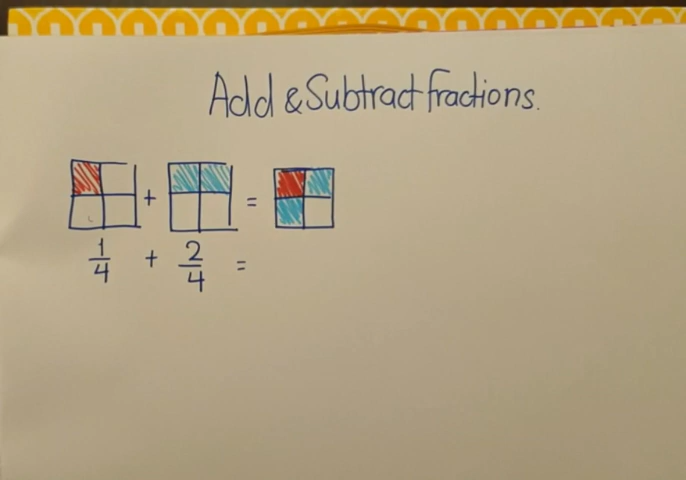 Add & Subtract fractions.
+ =
1/4 + 2/4 =